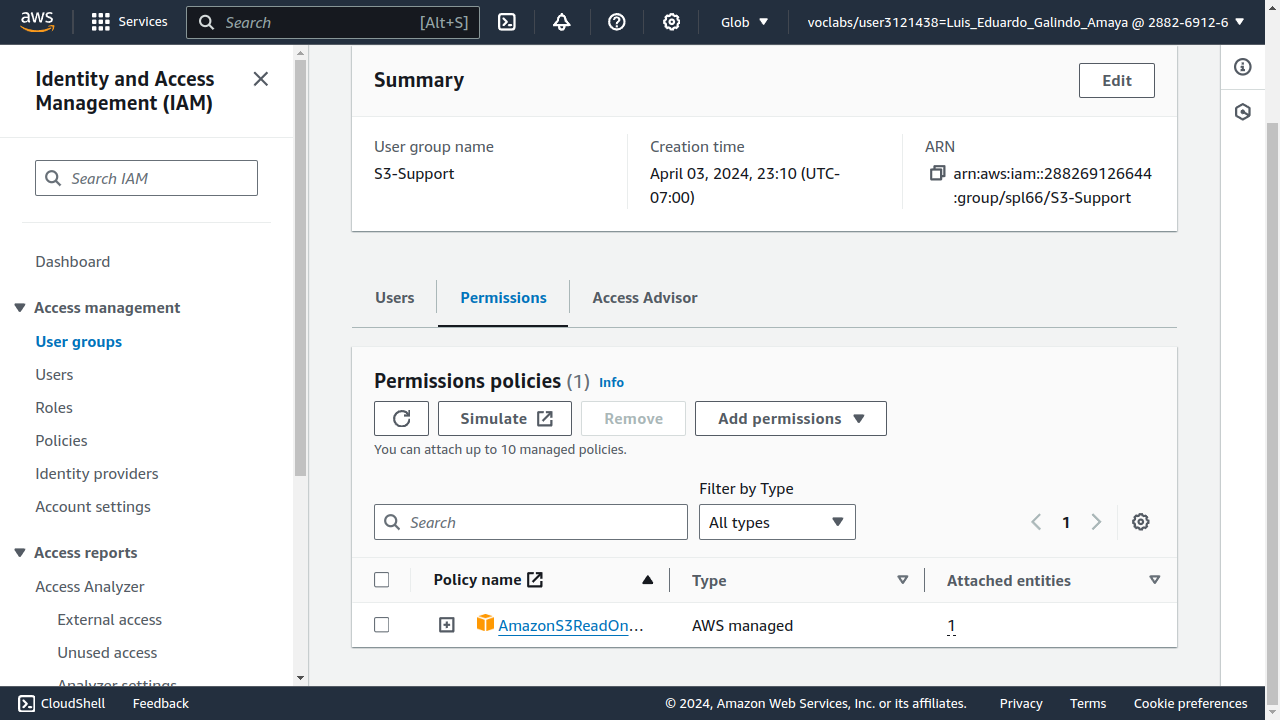 aws
Services
Search [Alt+S]
Glob
voclabs/user3121438=Luis_Eduardo_Galindo_Amaya @ 2882-6912-6
Identity and Access
Management (IAM)
Search IAM
Dashboard
Access management
User groups
Users
Roles
Policies
Identity providers
Account settings
Access reports
Access Analyzer
External access
Unused access
Analyzer settings
Summary
Edit
User group name
S3-Support
Creation time
April 03, 2024, 23:10 (UTC-
07:00)
ARN
arn:aws:iam::288269126644
:group/spl66/S3-Support
Users
Permissions
Access Advisor
Permissions policies (1) Info
Simulate
Remove
Add permissions
You can attach up to 10 managed policies.
Filter by Type
Search
All types
1
Policy name
Type
Attached entities
AmazonS3ReadOn...
AWS managed
1
CloudShell
Feedback
© 2024, Amazon Web Services, Inc. or its affiliates.
Privacy
Terms
Cookie preferences